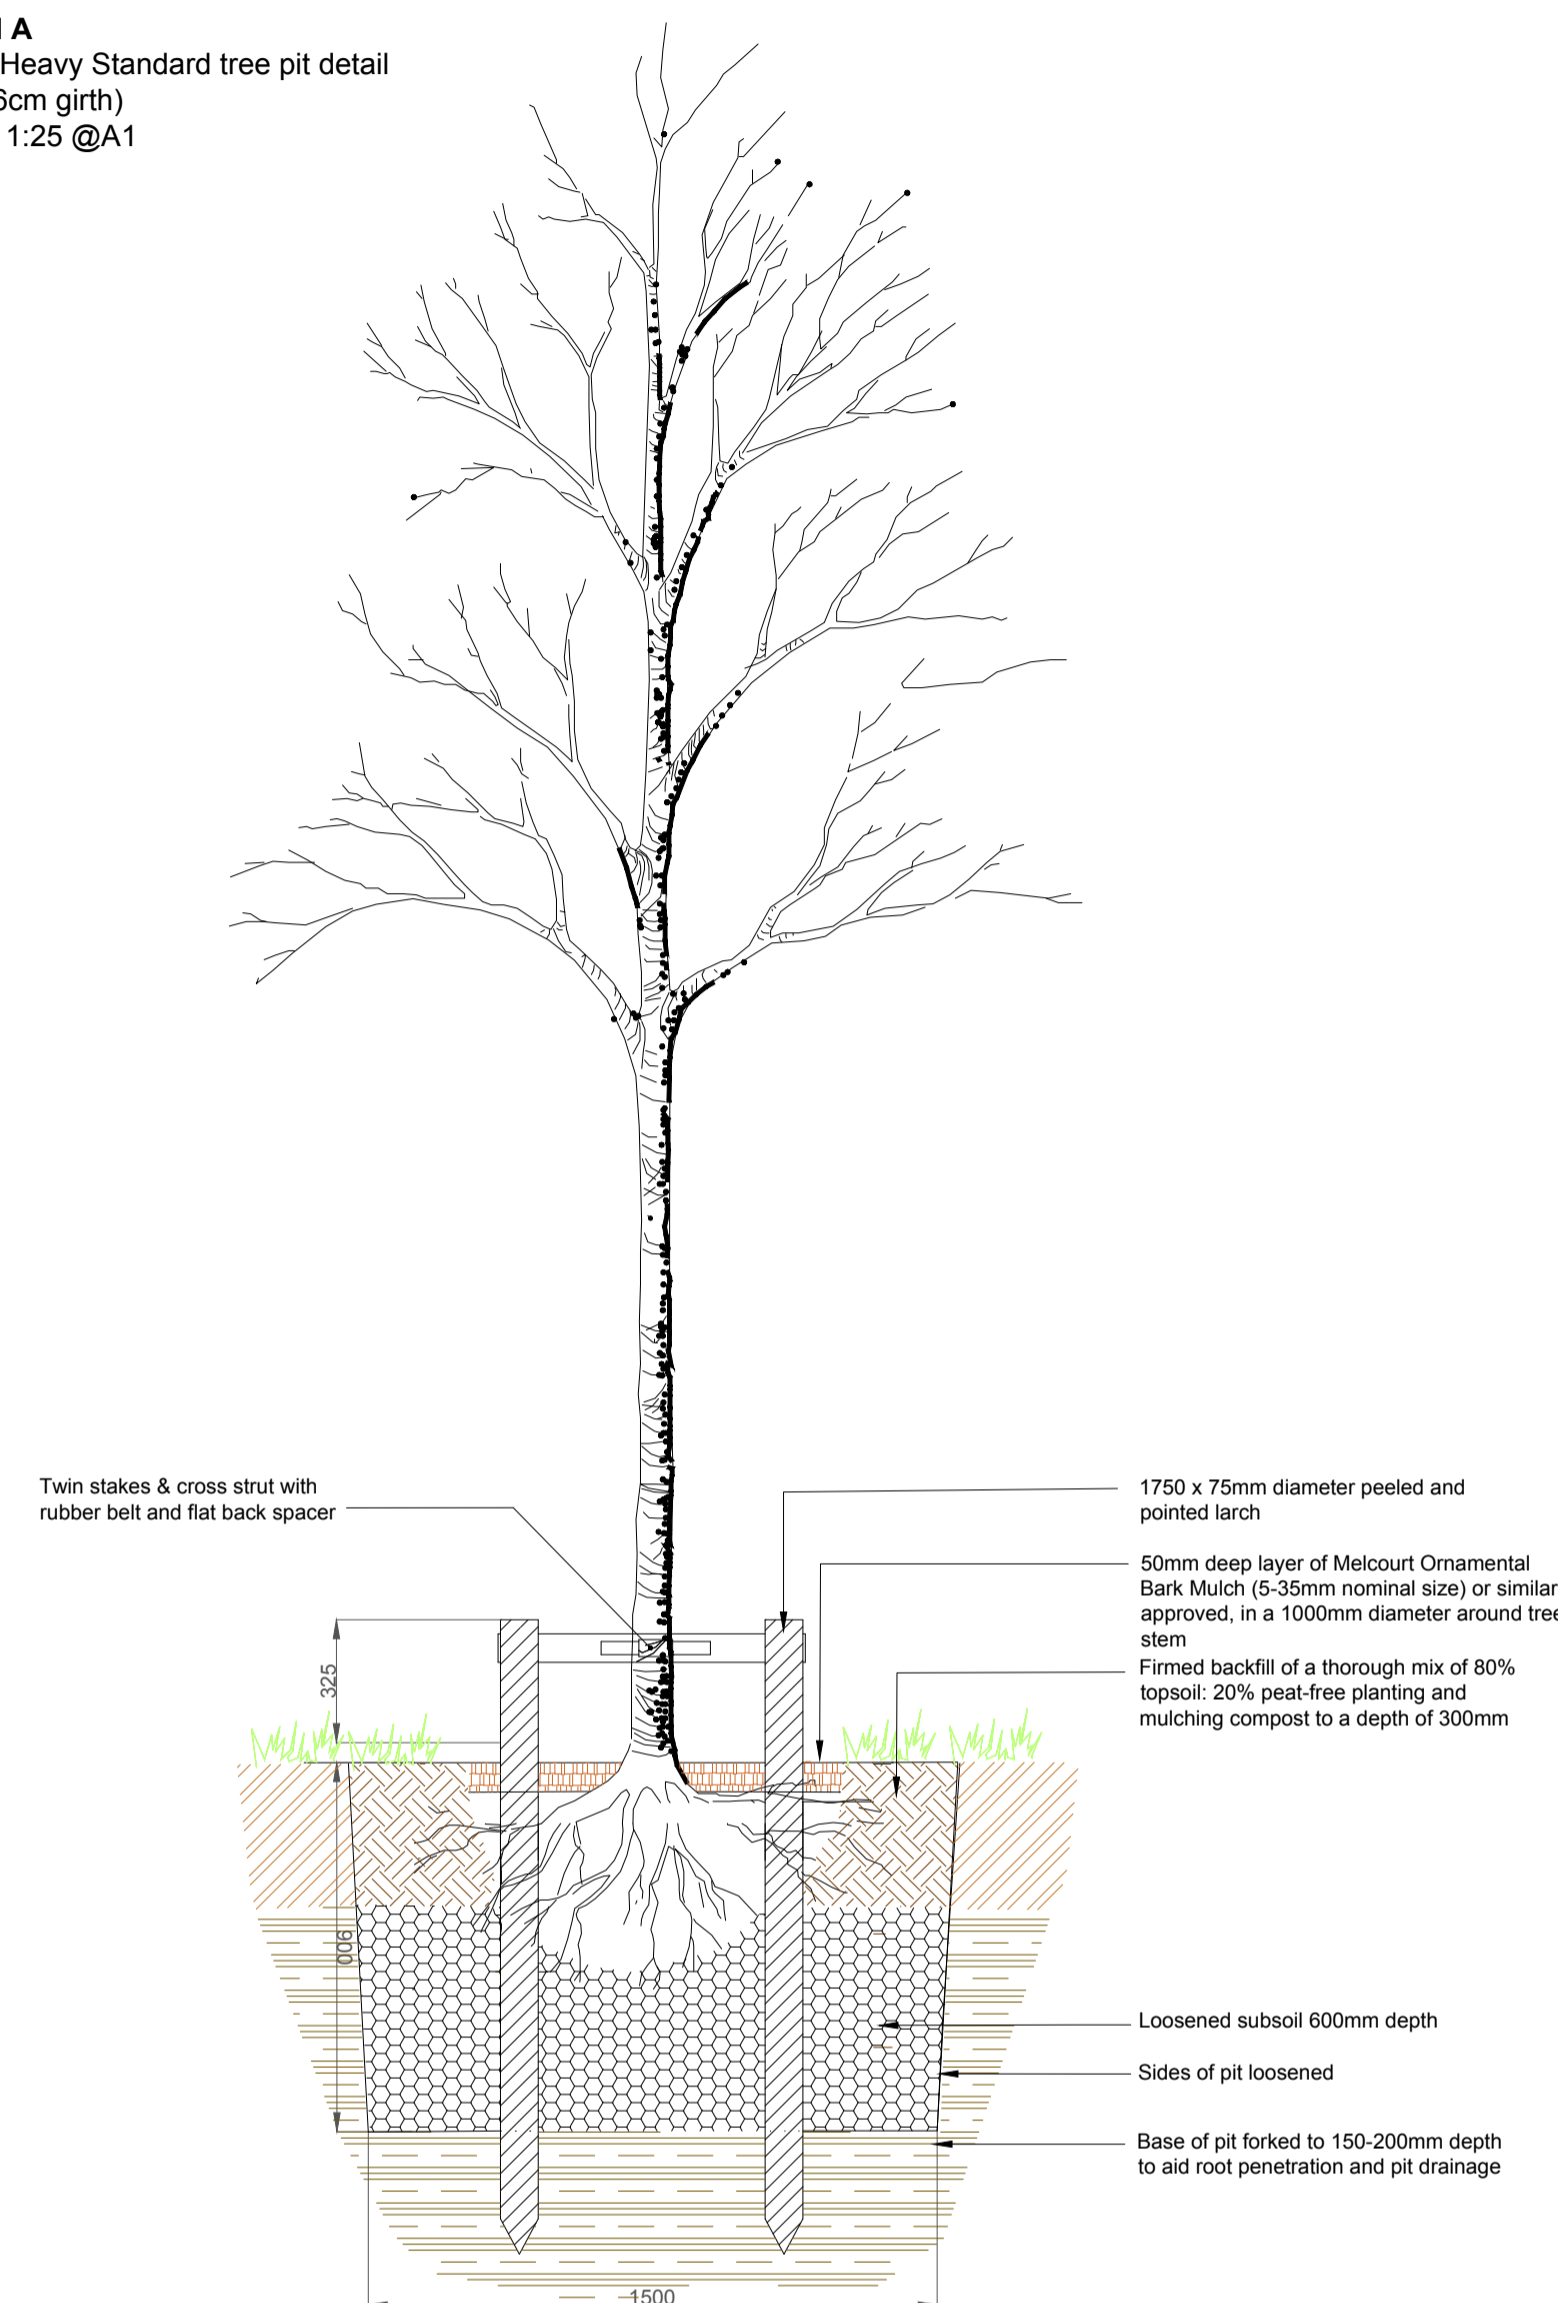 A
Heavy Standard tree pit detail
6cm girth)
1:25 @A1
Twin stakes & cross strut with
rubber belt and flat back spacer
1750 x 75mm diameter peeled and
pointed larch
50mm deep layer of Melcourt Ornamental
Bark Mulch (5-35mm nominal size) or similar
approved, in a 1000mm diameter around tree
stem
Firmed backfill of a thorough mix of 80%
topsoil: 20% peat-free planting and
mulching compost to a depth of 300mm
325
900
Loosened subsoil 600mm depth
Sides of pit loosened
Base of pit forked to 150-200mm depth
to aid root penetration and pit drainage
1500